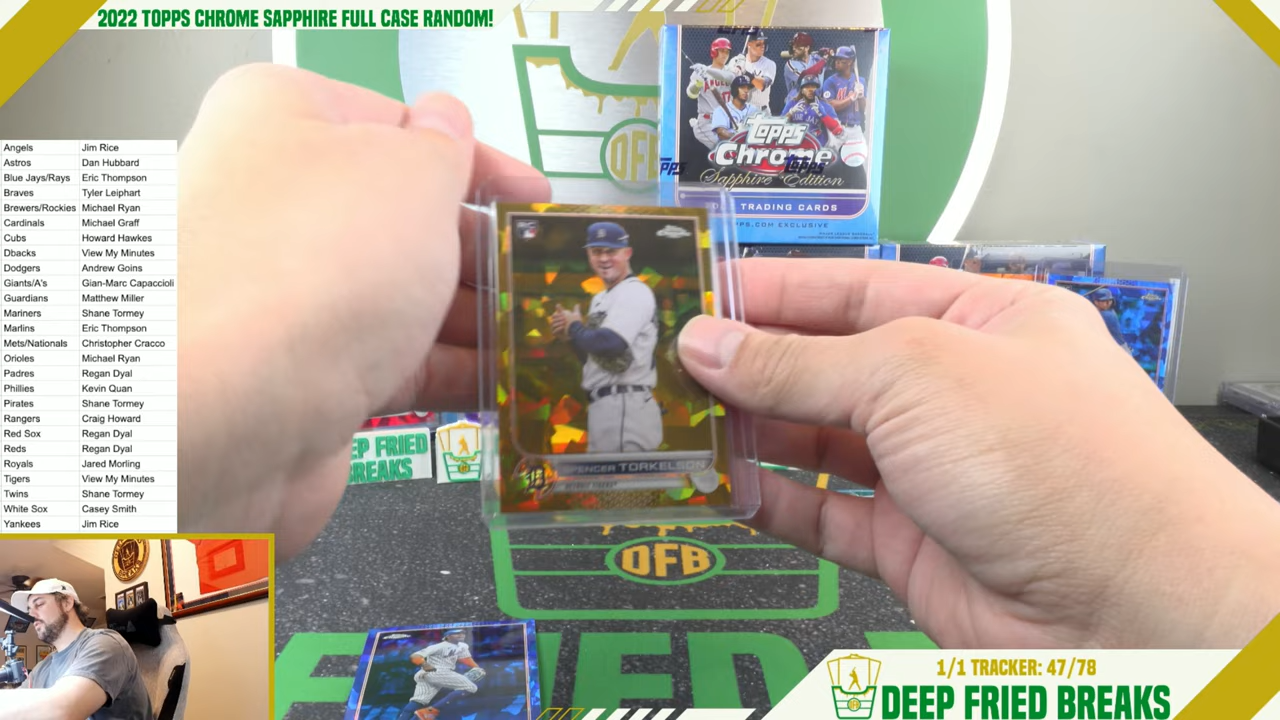 2022 TOPPS CHROME SAPPHIRE FULL CASE RANDOM!
Angels Jim Rice
Astros Dan Hubbard
Blue Jays/Rays Eric Thompson
Braves Tyler Leiphart
Brewers/Rockies Michael Ryan
Cardinals Michael Graff
Cubs Howard Hawkes
Dbacks View My Minutes
Dodgers Andrew Goins
Giants/A's Gian-Marc Capaccioli
Guardians Matthew Miller
Mariners Shane Tormey
Marlins Eric Thompson
Mets/Nationals Christopher Cracco
Orioles Michael Ryan
Padres Regan Dyal
Phillies Kevin Quan
Pirates Shane Tormey
Rangers Craig Howard
Red Sox Regan Dyal
Reds Regan Dyal
Royals Jared Morling
Tigers View My Minutes
Twins Shane Tormey
White Sox Casey Smith
Yankees Jim Rice
DFB
Topps
Chrome
Sapphire Edition
TRADING CARDS
SPENCER TORKELSON
EP FRIED
BREAKS
DFB
1/1 TRACKER: 47/78
DEEP FRIED BREAKS